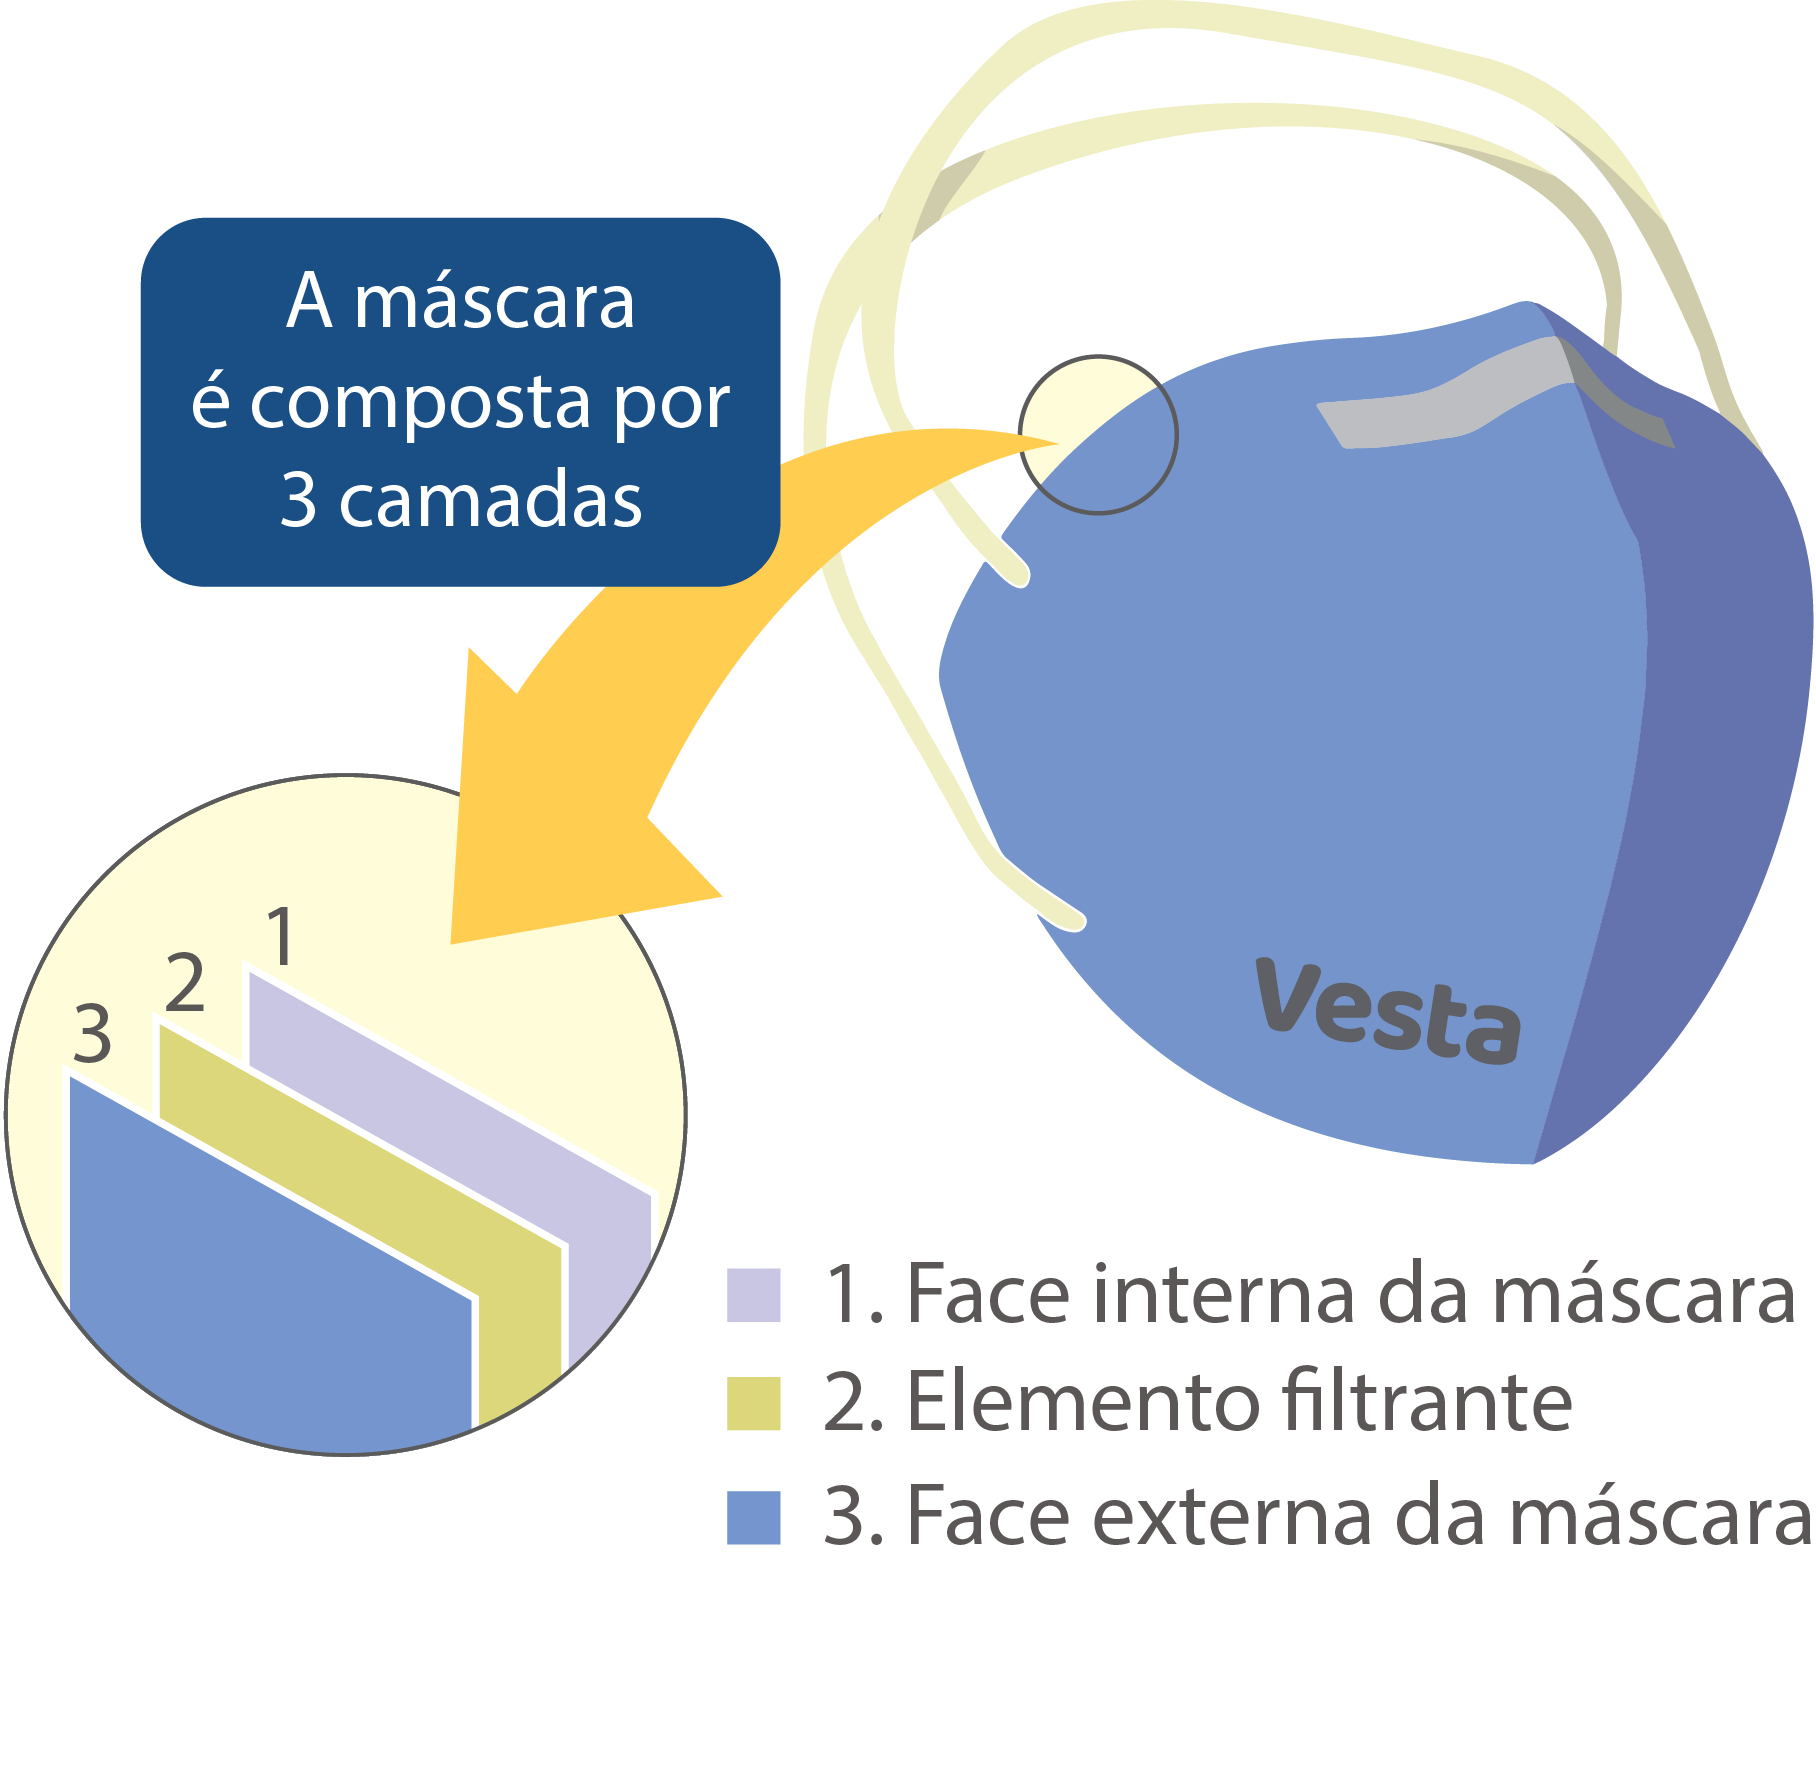 A máscara
é composta por
3 camadas
1
2
3
Vesta
1. Face interna da máscara
2. Elemento filtrante
3. Face externa da máscara